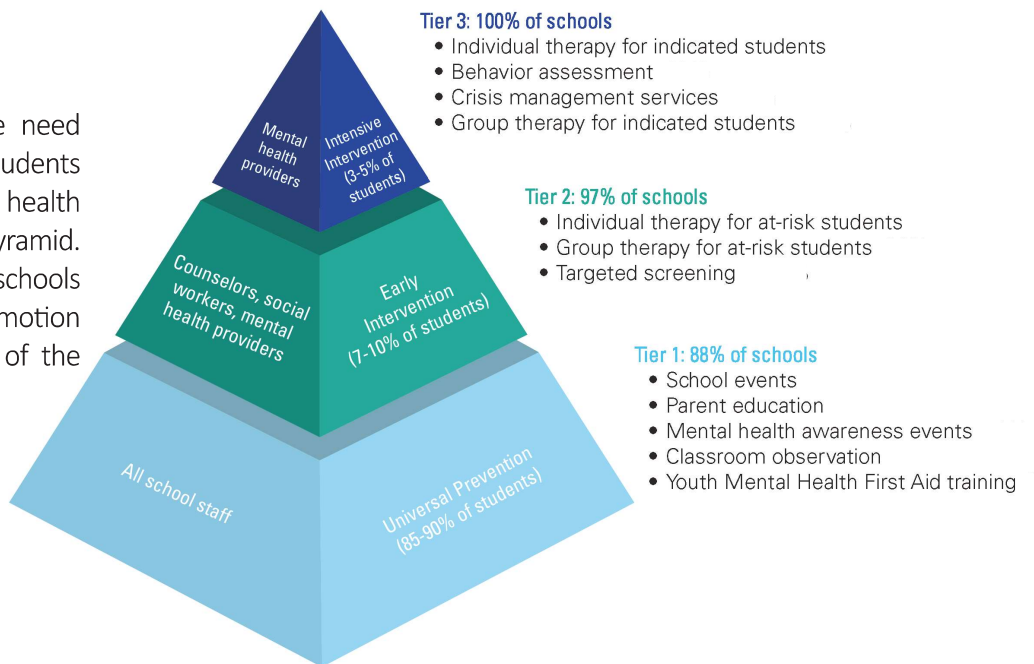 e need
udents
health
yramid.
schools
motion
of the
Mental
health
providers
Intensive
Intervention
(3-5% of
students)
Tier 3: 100% of schools
• Individual therapy for indicated students
• Behavior assessment
• Crisis management services
• Group therapy for indicated students
Counselors, social
workers, mental
health providers
Early
Intervention
(7-10% of students)
Tier 2: 97% of schools
• Individual therapy for at-risk students
• Group therapy for at-risk students
• Targeted screening
All school staff
Universal Prevention
(85-90% of students)
Tier 1: 88% of schools
• School events
• Parent education
• Mental health awareness events
• Classroom observation
• Youth Mental Health First Aid training